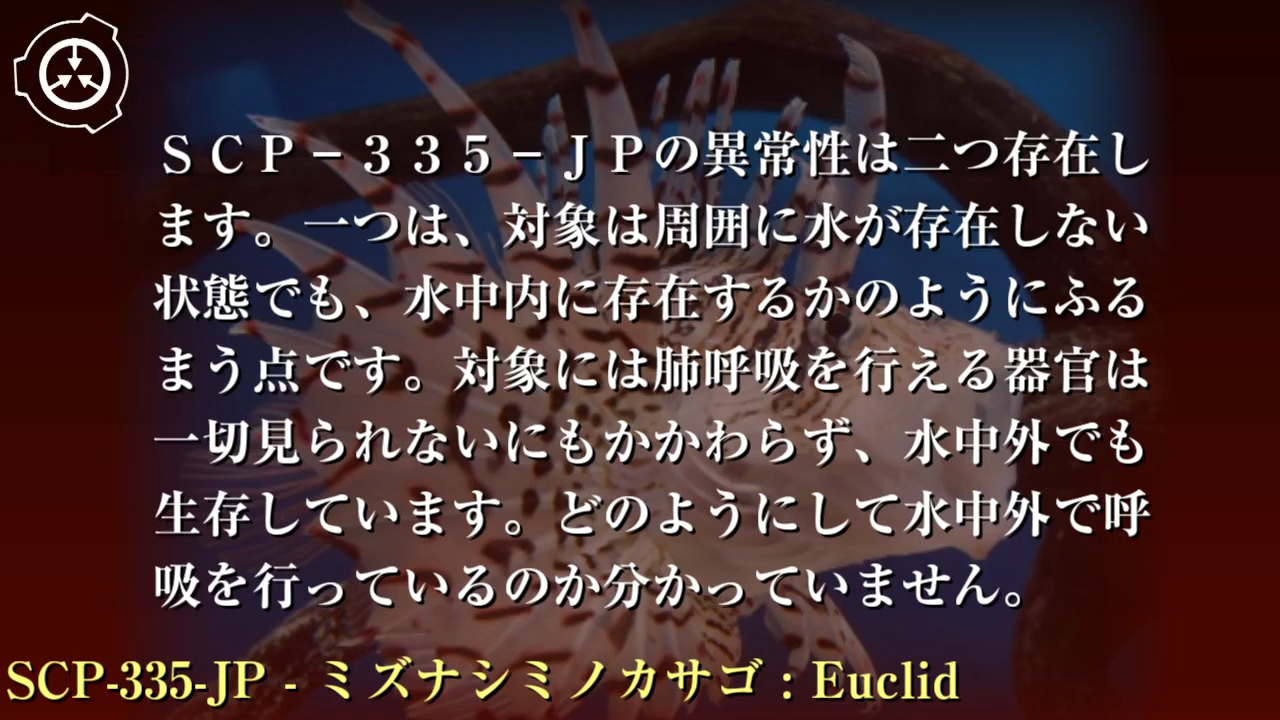 ＳＣＰ－３３５－ＪＰの異常性は二つ存在し
ます。一つは、対象は周囲に水が存在しない
状態でも、水中内に存在するかのようにふる
まう点です。対象には肺呼吸を行える器官は
一切見られないにもかかわらず、水中外でも
生存しています。どのようにして水中外で呼
吸を行っているのか分かっていません。
SCP-335-JP - ミズナシミノカサゴ : Euclid